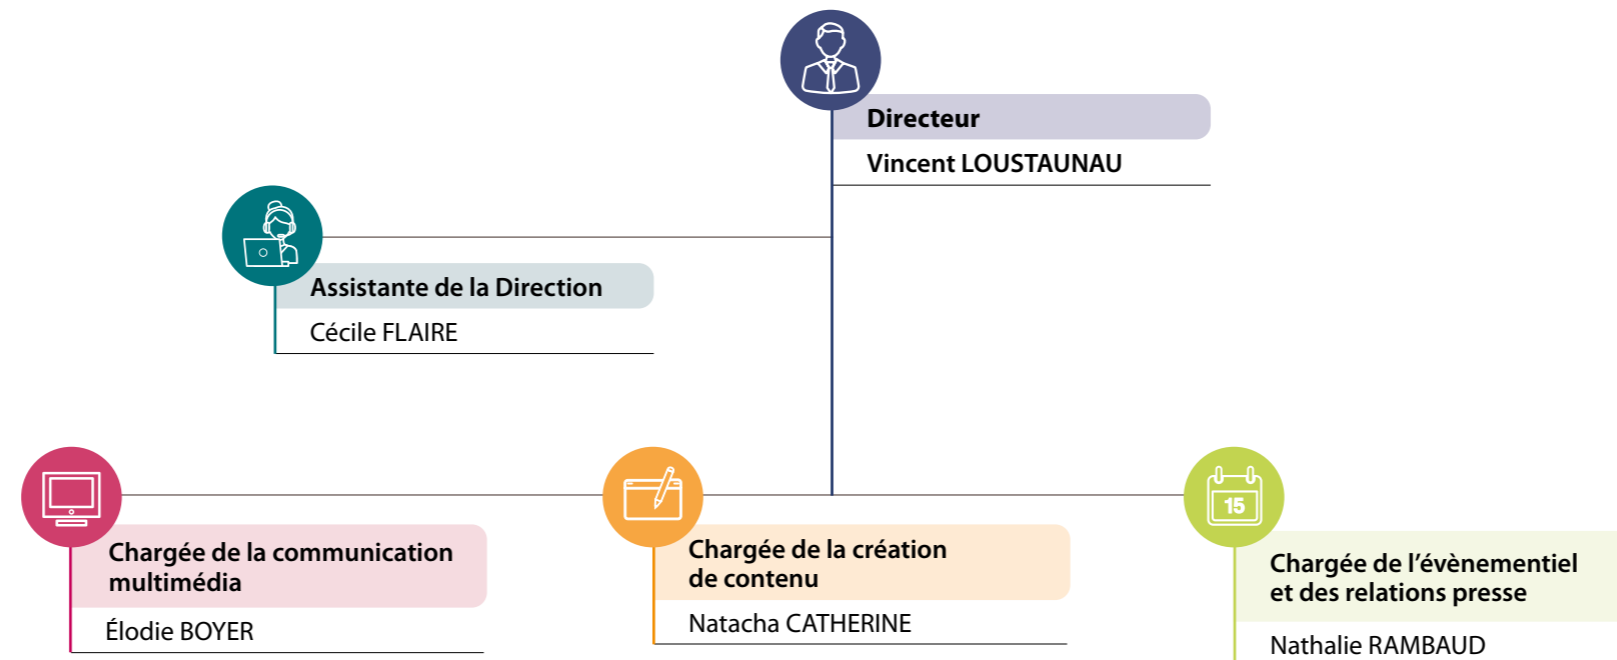 Directeur
Vincent LOUSTAUNAU
Assistante de la Direction
Cécile FLAIRE
Chargée de la communication
multimédia
Élodie BOYER
Chargée de la création
de contenu
Natacha CATHERINE
15
Chargée de l’évènementiel
et des relations presse
Nathalie RAMBAUD